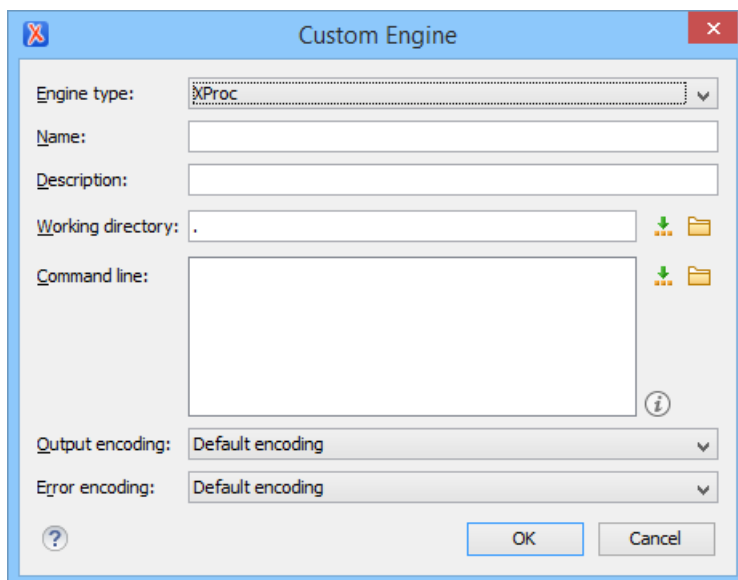 Custom Engine
Engine type: XProc
Name:
Description:
Working directory: .
Command line:
Output encoding: Default encoding
Error encoding: Default encoding
OK Cancel